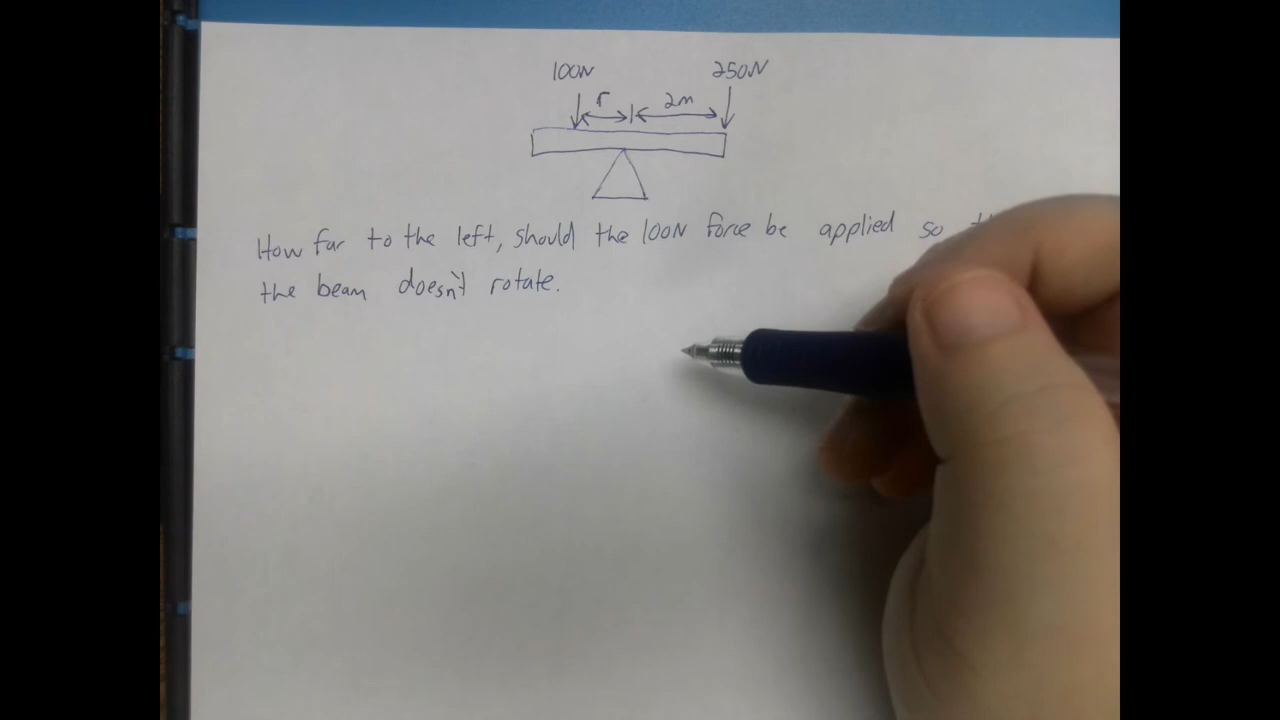 100N 250N
r 2m
How far to the left, should the 100N force be applied so
the beam doesn't rotate.